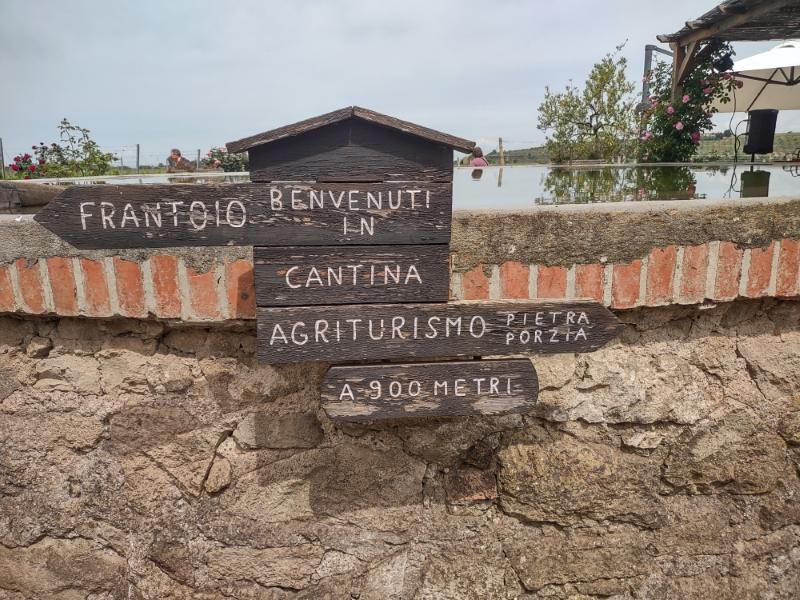 FRANTOIO
BENVENUTI
IN
CANTINA
AGRITURISMO PIETRA
PORZIA
A-900 METRI